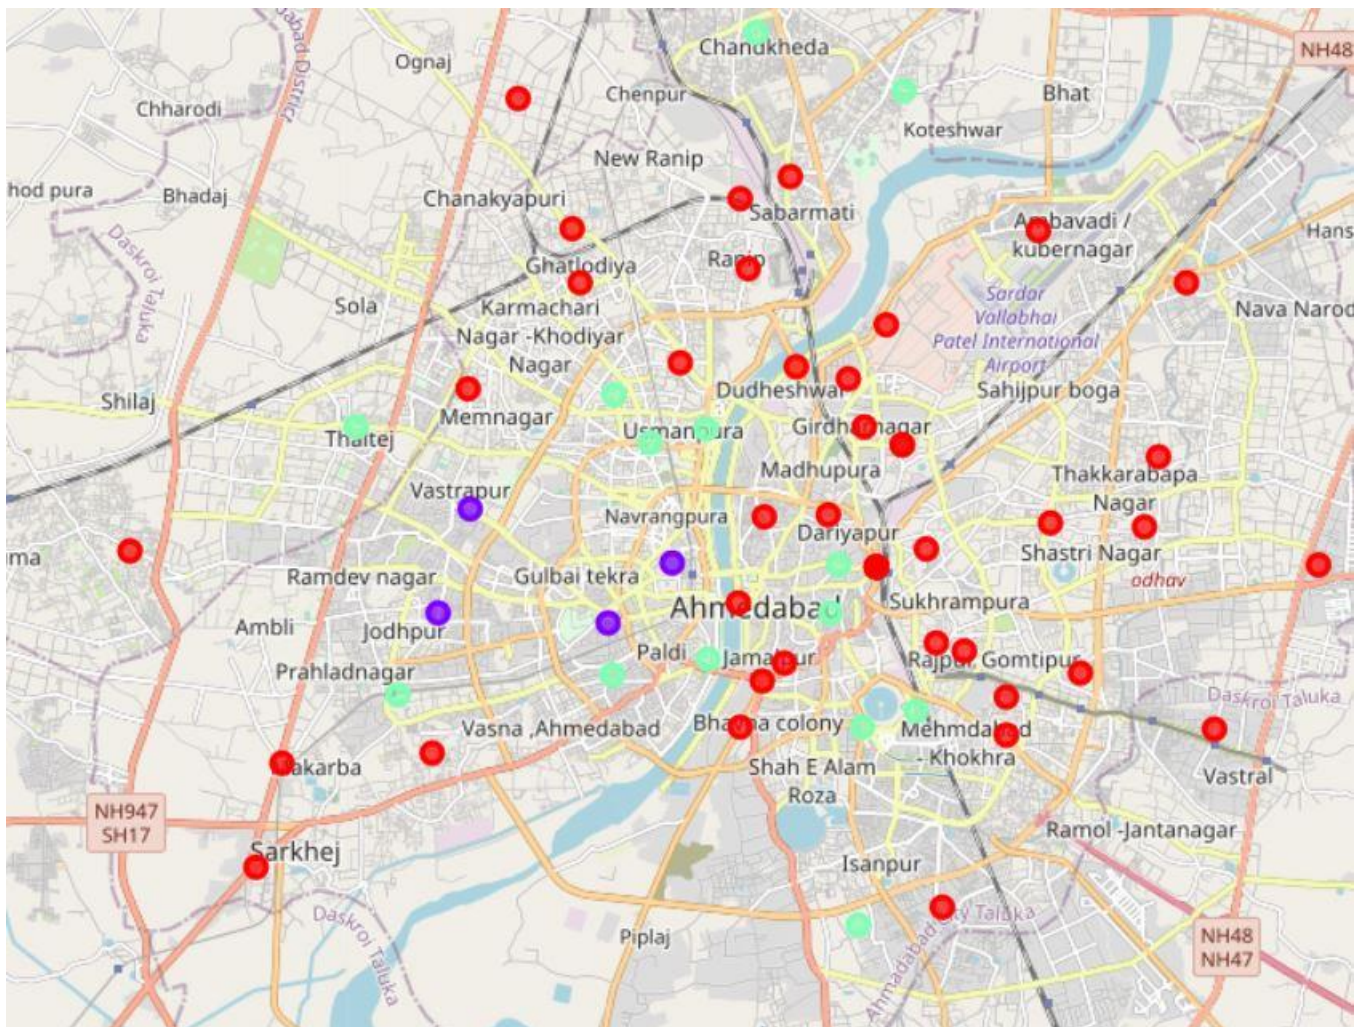 Chandkheda
NH48
Ognaj
Chenpur
Bhat
Chharodi
Ahmedabad District
Koteshwar
New Ranip
hod pura
Bhadaj
Chanakyapuri
Sabarmati
Ambavadi /
kubernagar
Hans
Daskroi Taluka
Ghatlodiya
Ranip
Sola
Karmachari
Nagar -Khodiyar
Nagar
Sardar
Vallabhai
Patel International
Airport
Nava Narod
Shilaj
Memnagar
Dudheshwar
Sahijpur boga
Thaltej
Usmanpura
Girdharnagar
Vastrapur
Madhupura
Thakkarabapa
Nagar
Navrangpura
Dariyapur
Shastri Nagar
ma
Ramdev nagar
Gulbai tekra
odhav
Ahmedabad
Sukhrampura
Ambli
Jodhpur
Prahladnagar
Paldi
Jamalpur
Rajpur Gomtipur
Daskroi Taluka
Vasna ,Ahmedabad
Bhavna colony
Mehmdabad
- Khokhra
Makarba
Shah E Alam
Roza
Vastral
NH947
SH17
Ramol -Jantanagar
Sarkhej
Isanpur
Daskroi Taluka
Piplaj
Ahmadabad City Taluka
NH48
NH47